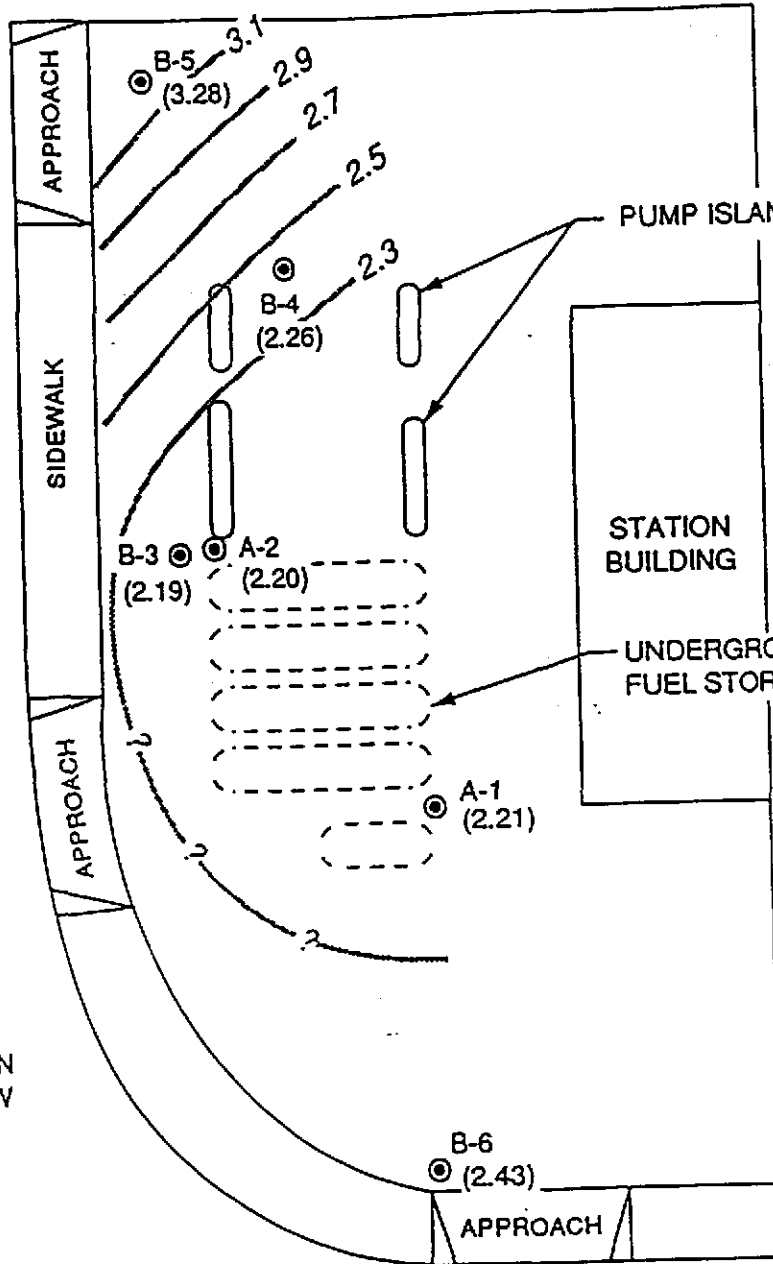 3.1
B-5
(3.28)
2.9
2.7
2.5
2.3
APPROACH
PUMP ISLAN
B-4
(2.26)
SIDEWALK
STATION
BUILDING
B-3
A-2
(2.19)
(2.20)
UNDERGRO
FUEL STOR
?
APPROACH
A-1
(2.21)
?
?
N
W
B-6
(2.43)
APPROACH